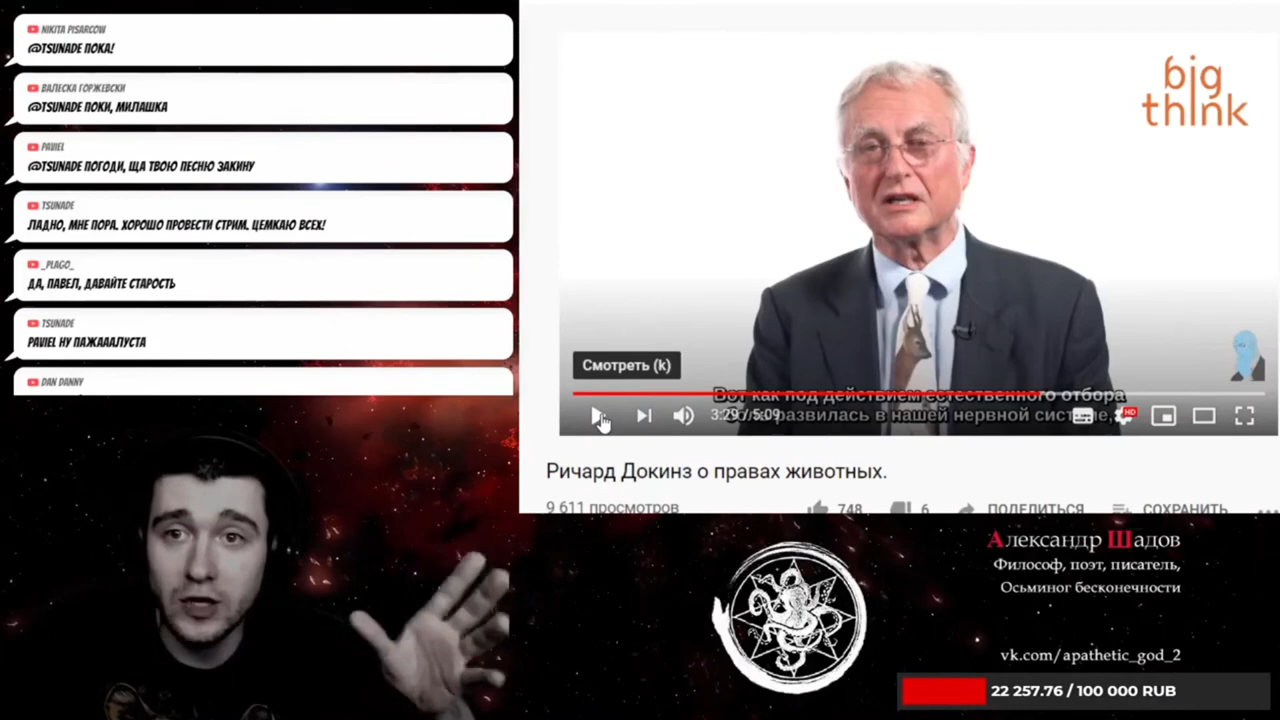 NIKITA PISARCOW
@TSUNADE ПОКА!
ВАЛЕСКА ГОРЖЕВСКИ
@TSUNADE ПОКИ, МИЛАШКА
PAVIEL
@TSUNADE ПОГОДИ, ЩА ТВОЮ ПЕСНЮ ЗАКИНУ
TSUNADE
ЛАДНО, МНЕ ПОРА. ХОРОШО ПРОВЕСТИ СТРИМ. ЦЕМКАЮ ВСЕХ!
_PLAGO_
ДА, ПАВЕЛ, ДАВАЙТЕ СТАРОСТЬ
TSUNADE
PAVIEL НУ ПАЖАААЛУСТА
DAN DANNY
big
think
Смотреть (k)
Вот как под действием естественного отбора
развилась в нашей нервной системе,
3:29 / 5:09
HD
Ричард Докинз о правах животных.
9 611 просмотров
748
6
ПОДЕЛИТЬСЯ
СОХРАНИТЬ
Александр Шадов
Философ, поэт, писатель,
Осьминог бесконечности
vk.com/apathetic_god_2
22 257.76 / 100 000 RUB